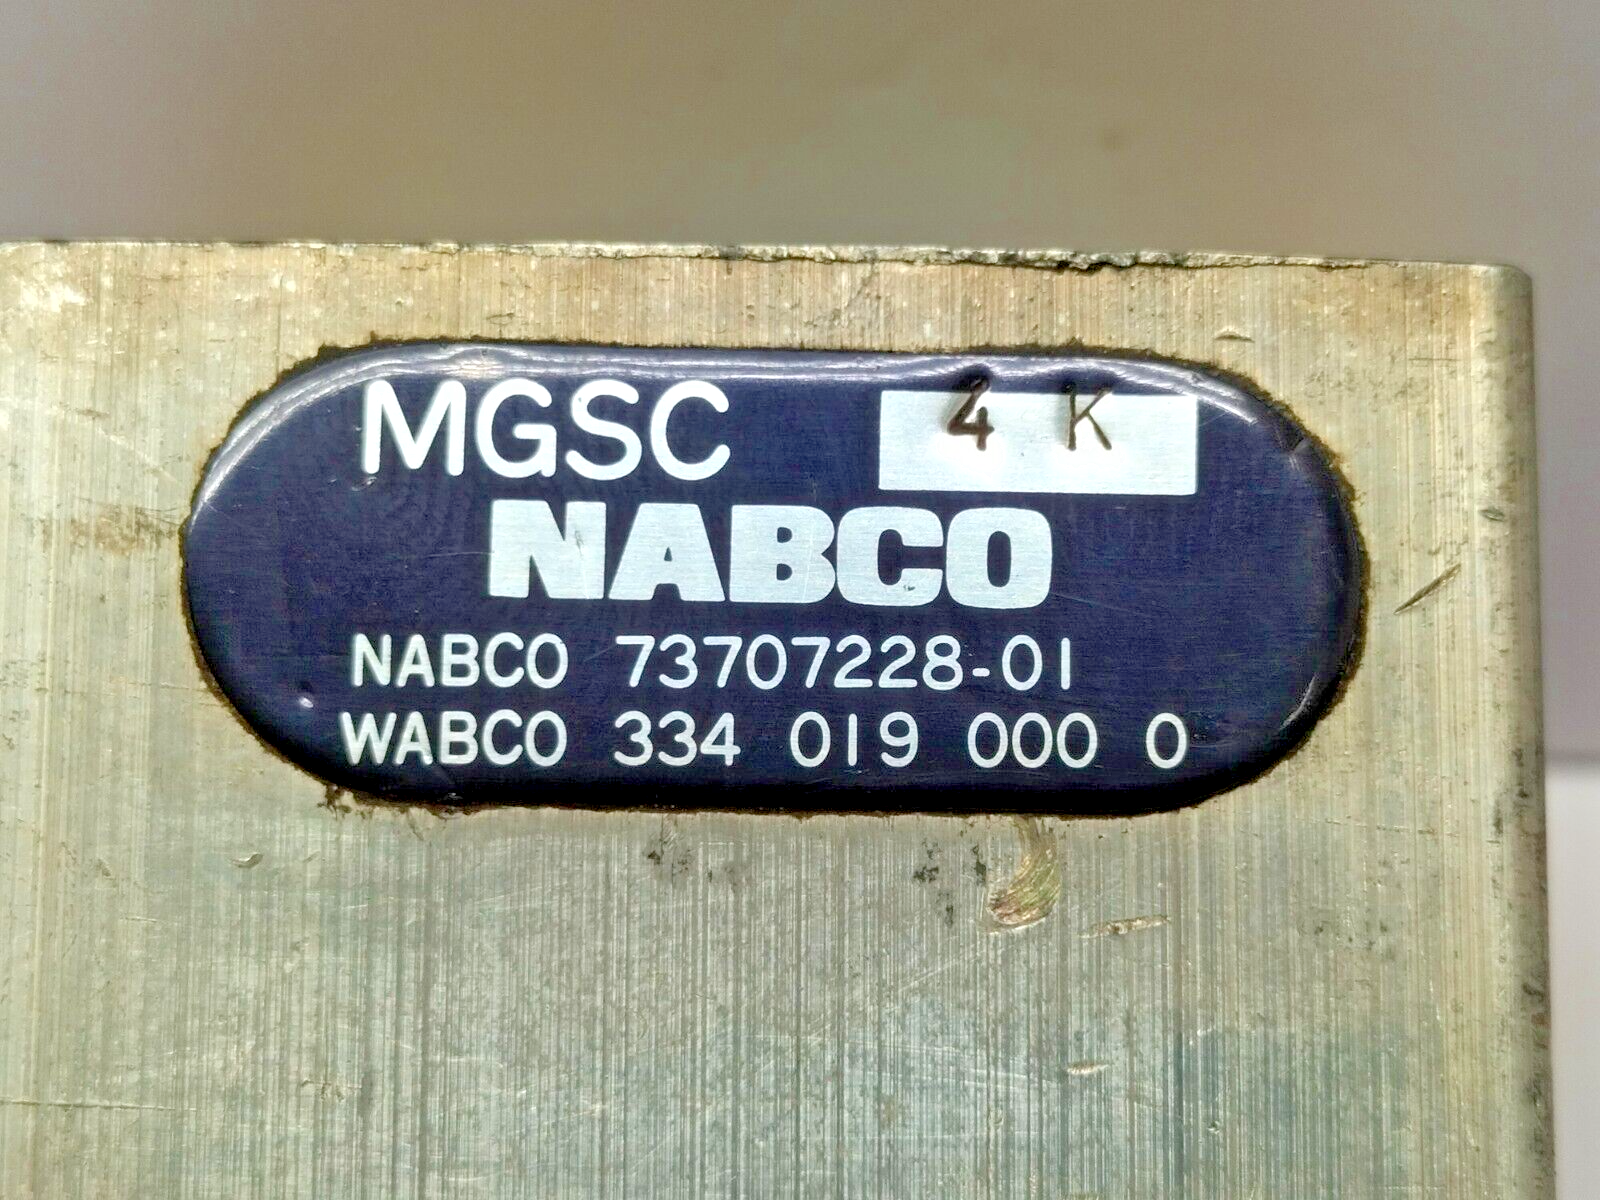 MGSC 4 K
NABCO
NABCO 73707228-01
WABCO 334 019 000 0